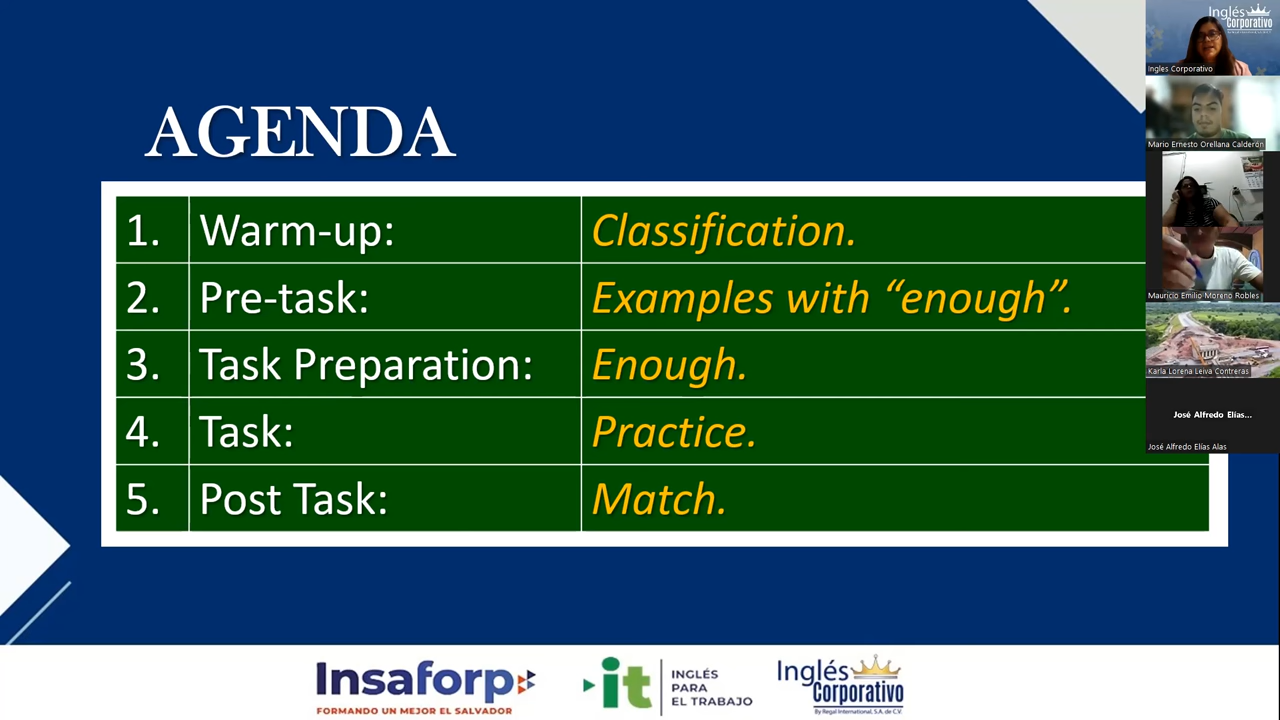 AGENDA
1. Warm-up: Classification.
2. Pre-task: Examples with “enough”.
3. Task Preparation: Enough.
4. Task: Practice.
5. Post Task: Match.
Inglés
Corporativo
Ingles Corporativo
Mario Ernesto Orellana Calderón
Mauricio Emilio Moreno Robles
Karla Lorena Leiva Contreras
José Alfredo Elías...
José Alfredo Elías Alas
Insaforp
FORMANDO UN MEJOR EL SALVADOR
it
INGLÉS
PARA
EL TRABAJO
Inglés
Corporativo
By Regal International, S.A. de C.V.